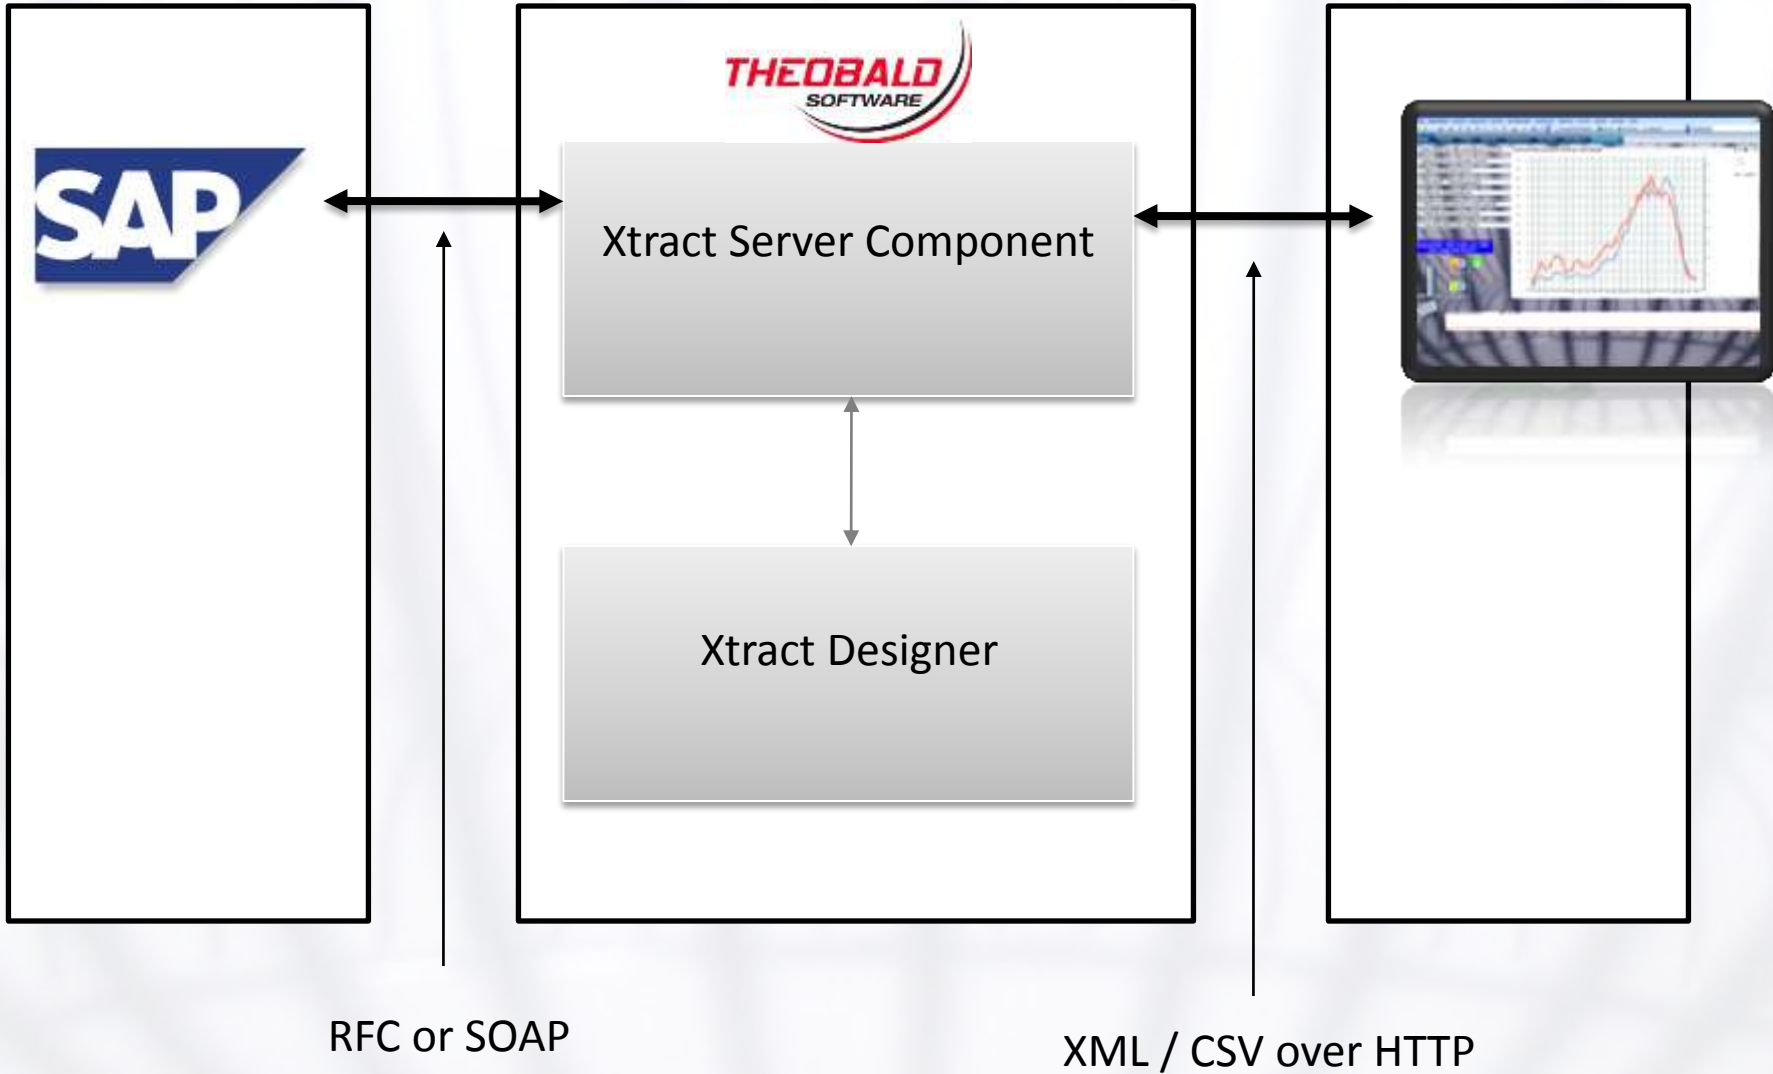 THEOBALD
SOFTWARE
SAP
Xtract Server Component
Xtract Designer
RFC or SOAP
XML / CSV over HTTP